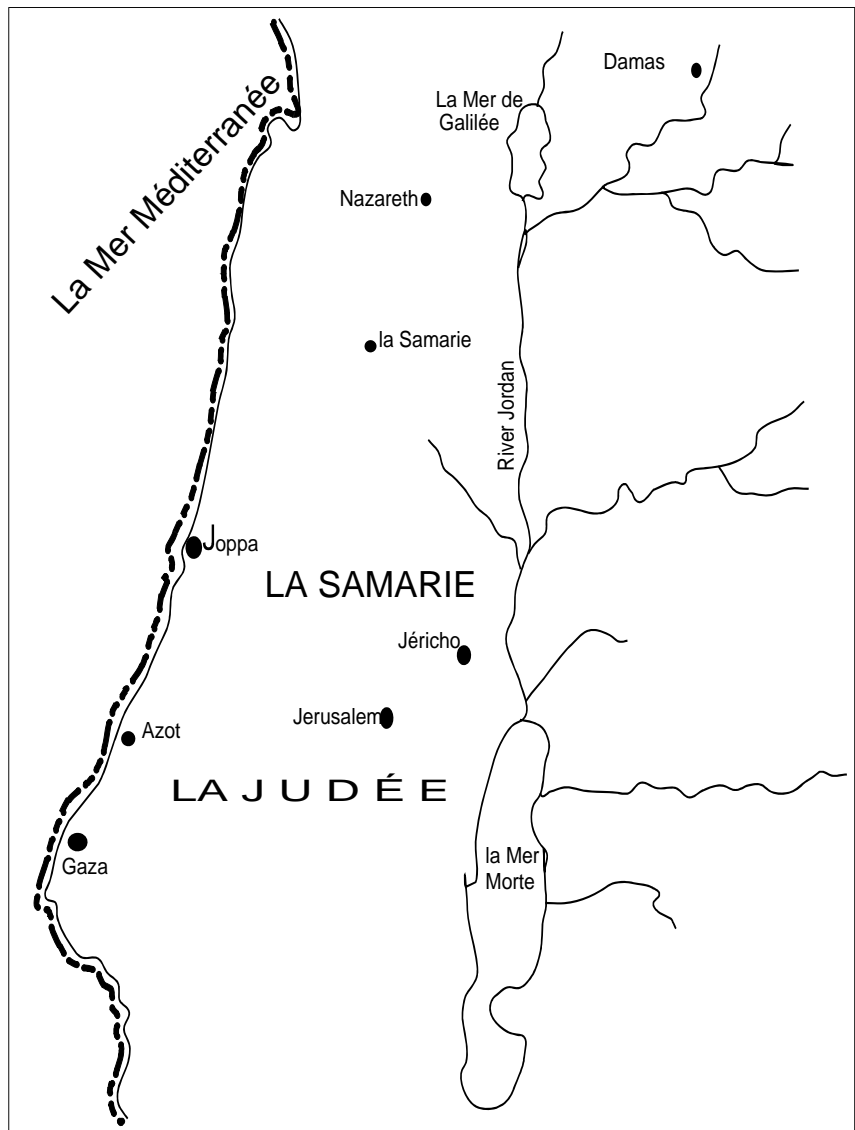 Damas
La Mer de
Galilée
La Mer Méditerranée
Nazareth
la Samarie
River Jordan
Joppa
LA SAMARIE
Jéricho
Jerusalem
Azot
LA JUDÉE
Gaza
la Mer
Morte